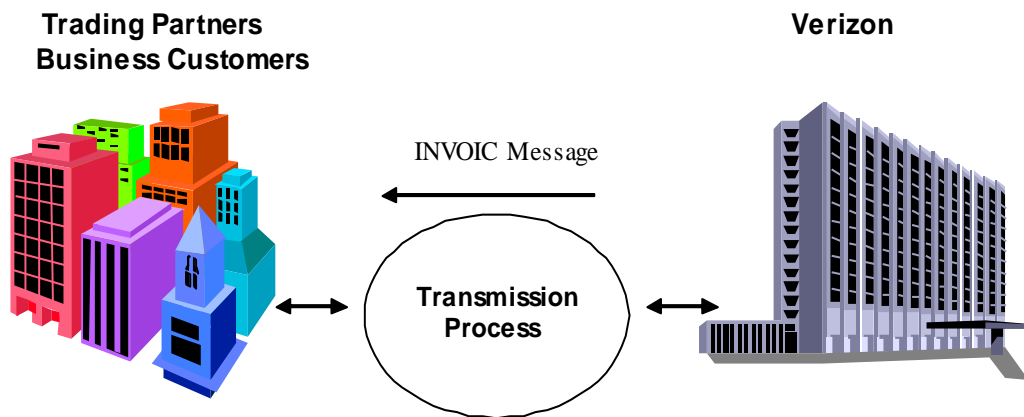 Trading Partners
Business Customers
Verizon
INVOIC Message
Transmission
Process